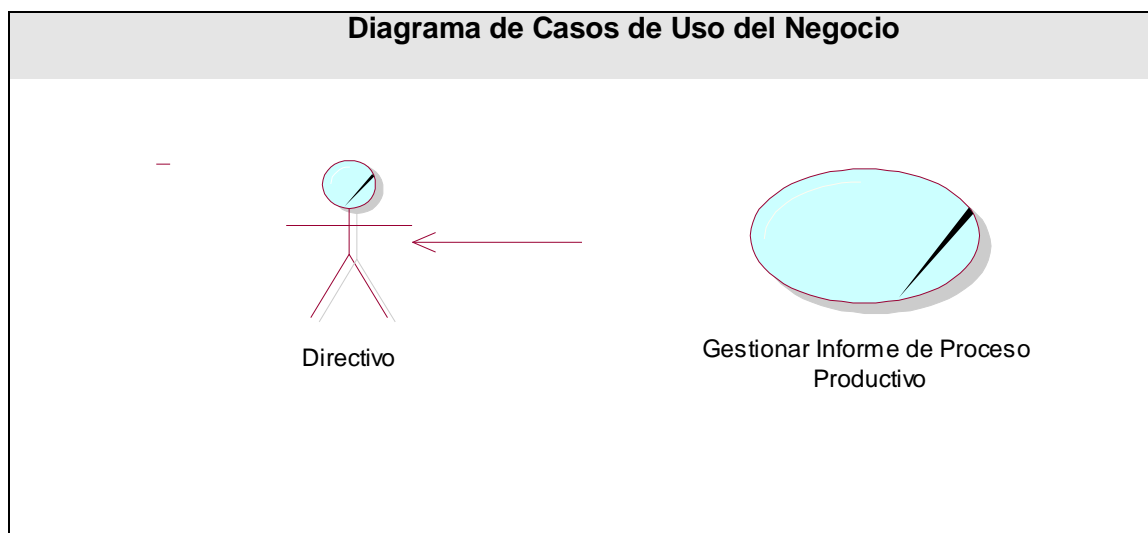 Diagrama de Casos de Uso del Negocio
Directivo
Gestionar Informe de Proceso
Productivo